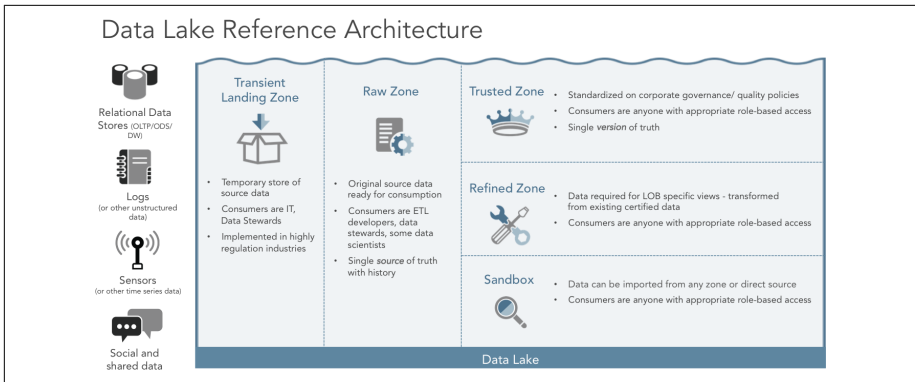 Data Lake Reference Architecture
Relational Data
Stores (OLTP/ODS/
DW)
Logs
(or other unstructured
data)
Sensors
(or other time series data)
Social and
shared data
Transient
Landing Zone
• Temporary store of
source data
• Consumers are IT,
Data Stewards
• Implemented in highly
regulation industries
Raw Zone
• Original source data
ready for consumption
• Consumers are ETL
developers, data
stewards, some data
scientists
• Single source of truth
with history
Trusted Zone
• Standardized on corporate governance/ quality policies
• Consumers are anyone with appropriate role-based access
• Single version of truth
Refined Zone
• Data required for LOB specific views - transformed
from existing certified data
• Consumers are anyone with appropriate role-based access
Sandbox
• Data can be imported from any zone or direct source
• Consumers are anyone with appropriate role-based access
Data Lake